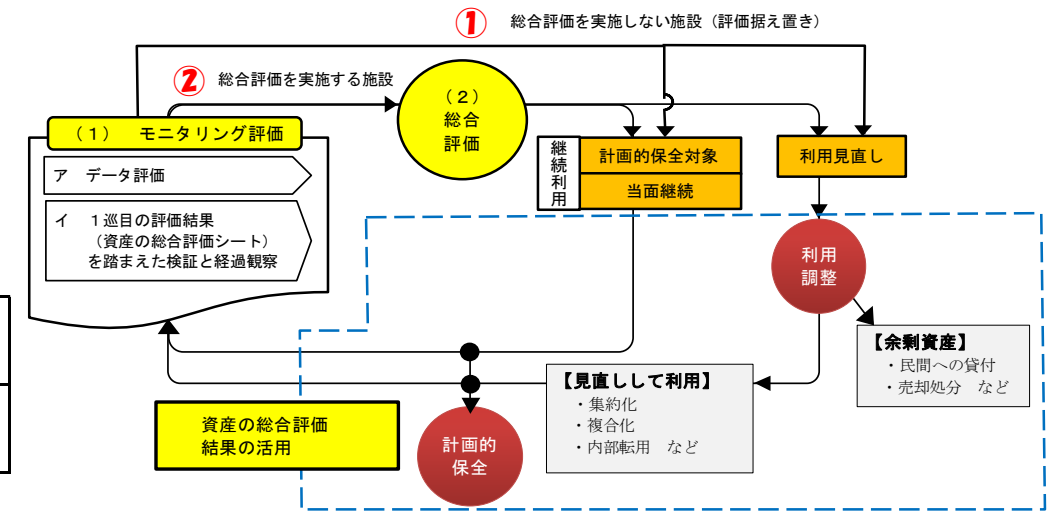 ① 総合評価を実施しない施設（評価据え置き）
② 総合評価を実施する施設
（２）
総合
評価
（１）　モニタリング評価
ア　データ評価
イ　１巡目の評価結果
（資産の総合評価シート）
を踏まえた検証と経過観察
継続利用
計画的保全対象
当面継続
利用見直し
利用
調整
【余剰資産】
・民間への貸付
・売却処分　など
【見直しして利用】
・集約化
・複合化
・内部転用　など
資産の総合評価
結果の活用
計画的
保全